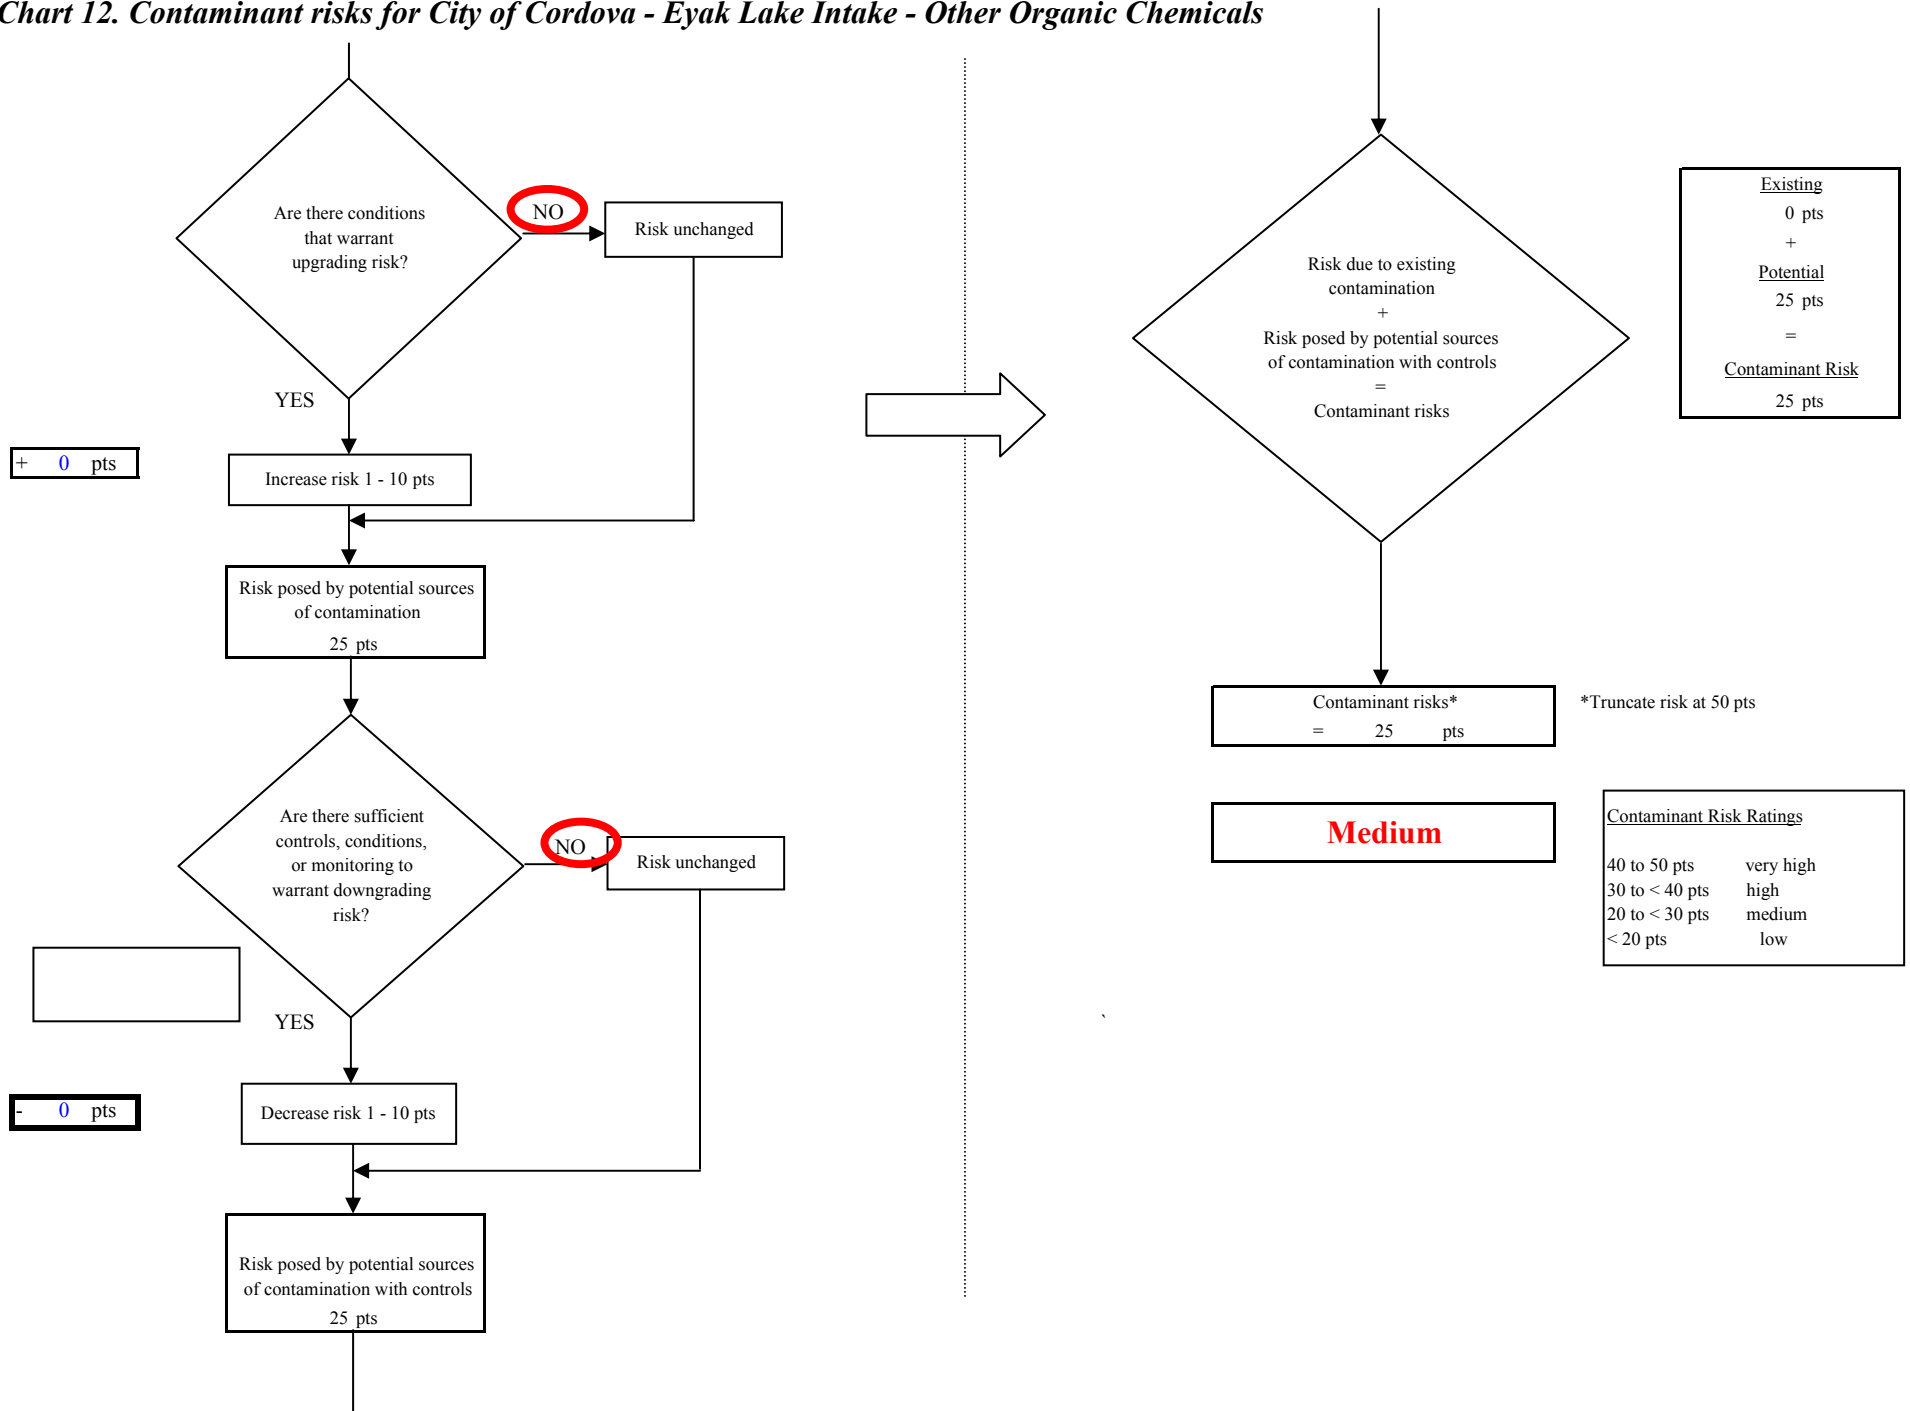 Chart 12. Contaminant risks for City of Cordova - Eyak Lake Intake - Other Organic Chemicals
Are there conditions
that warrant
upgrading risk?
NO
Risk unchanged
YES
+ 0 pts
Increase risk 1 - 10 pts
Risk posed by potential sources
of contamination
25 pts
Are there sufficient
controls, conditions,
or monitoring to
warrant downgrading
risk?
NO
Risk unchanged
YES
- 0 pts
Decrease risk 1 - 10 pts
Risk posed by potential sources
of contamination with controls
25 pts
Risk due to existing
contamination
+
Risk posed by potential sources
of contamination with controls
=
Contaminant risks
Existing
0 pts
+
Potential
25 pts
=
Contaminant Risk
25 pts
Contaminant risks*
= 25 pts
*Truncate risk at 50 pts
Medium
Contaminant Risk Ratings
40 to 50 pts very high
30 to < 40 pts high
20 to < 30 pts medium
< 20 pts low
`